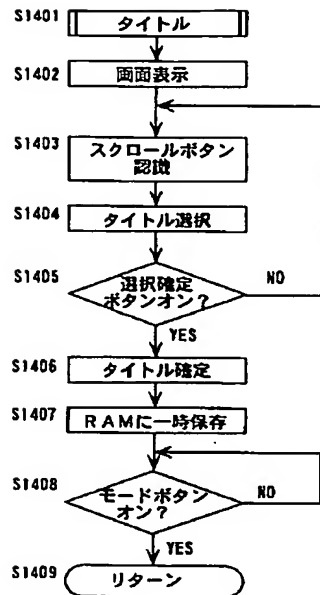 S1401 タイトル
S1402 画面表示
S1403 スクロールボタン
認識
S1404 タイトル選択
S1405 選択確定
ボタンオン？
NO
YES
S1406 タイトル確定
S1407 RAMに一時保存
S1408 モードボタン
オン？
NO
YES
S1409 リターン